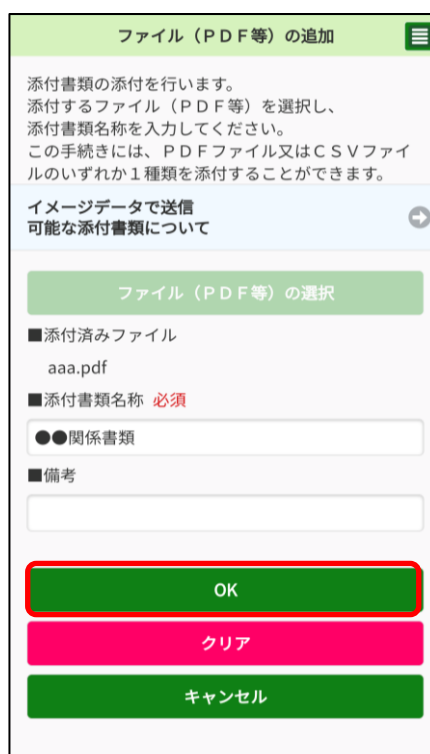 ファイル（ＰＤＦ等）の追加
添付書類の添付を行います。
添付するファイル（ＰＤＦ等）を選択し、
添付書類名称を入力してください。
この手続きには、ＰＤＦファイル又はＣＳＶファイ
ルのいずれか１種類を添付することができます。
イメージデータで送信
可能な添付書類について
ファイル（ＰＤＦ等）の選択
■添付済みファイル
aaa.pdf
■添付書類名称 必須
●●関係書類
■備考
OK
クリア
キャンセル